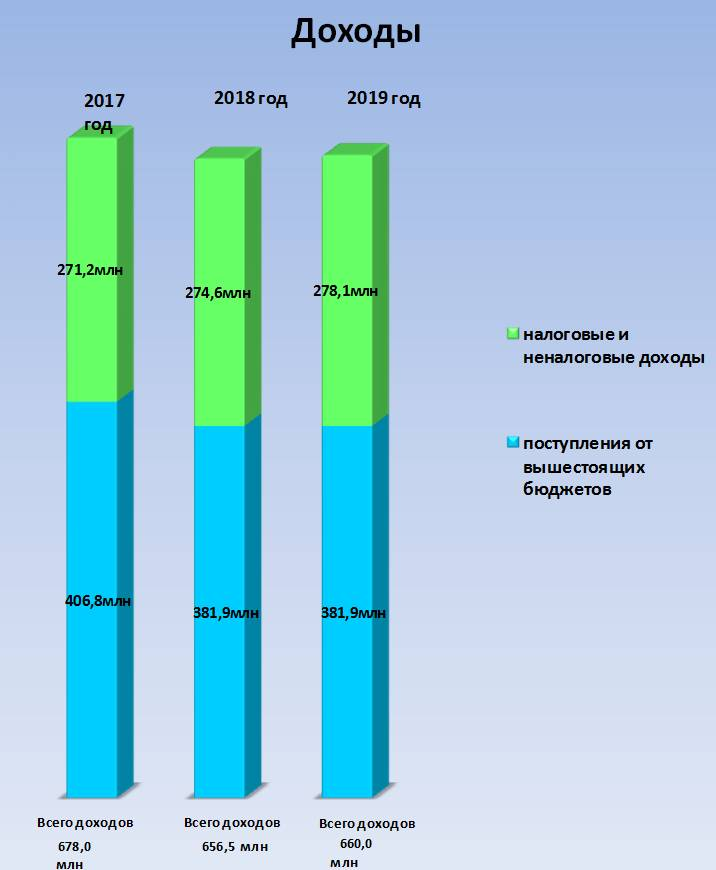 Доходы
2017
год
2018 год
2019 год
271,2млн
274,6млн
278,1млн
налоговые и
неналоговые доходы
поступления от
вышестоящих
бюджетов
406,8млн
381,9млн
381,9млн
Всего доходов
678,0
млн
Всего доходов
656,5 млн
Всего доходов
660,0
млн